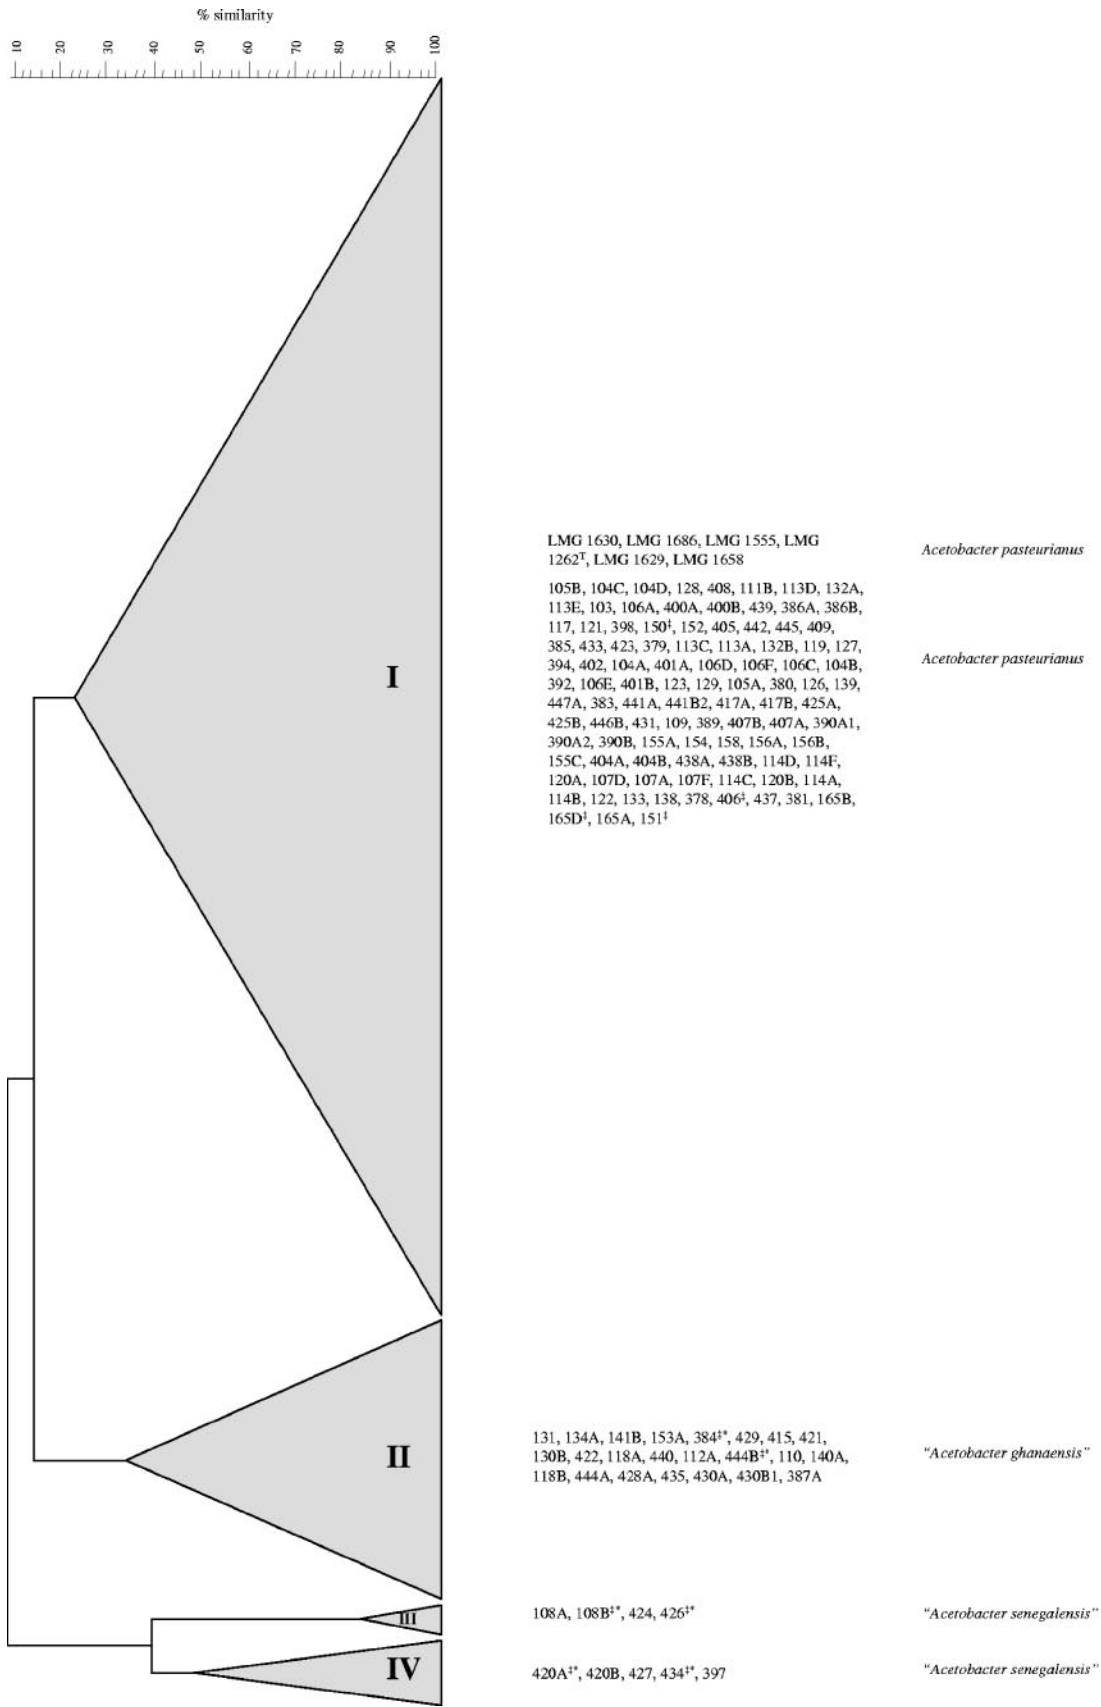 % similarity
10 20 30 40 50 60 70 80 90 100
LMG 1630, LMG 1686, LMG 1555, LMG
1262ᵀ, LMG 1629, LMG 1658
Acetobacter pasteurianus
105B, 104C, 104D, 128, 408, 111B, 113D, 132A,
113E, 103, 106A, 400A, 400B, 439, 386A, 386B,
117, 121, 398, 150‡, 152, 405, 442, 445, 409,
385, 433, 423, 379, 113C, 113A, 132B, 119, 127,
394, 402, 104A, 401A, 106D, 106F, 106C, 104B,
Acetobacter pasteurianus
392, 106E, 401B, 123, 129, 105A, 380, 126, 139,
I
447A, 383, 441A, 441B2, 417A, 417B, 425A,
425B, 446B, 431, 109, 389, 407B, 407A, 390A1,
390A2, 390B, 155A, 154, 158, 156A, 156B,
155C, 404A, 404B, 438A, 438B, 114D, 114F,
120A, 107D, 107A, 107F, 114C, 120B, 114A,
114B, 122, 133, 138, 378, 406‡, 437, 381, 165B,
165D‡, 165A, 151‡
131, 134A, 141B, 153A, 384‡*, 429, 415, 421,
II
130B, 422, 118A, 440, 112A, 444B‡*, 110, 140A,
"Acetobacter ghanaensis"
118B, 444A, 428A, 435, 430A, 430B1, 387A
III
108A, 108B‡*, 424, 426‡*
"Acetobacter senegalensis"
IV
420A‡*, 420B, 427, 434‡*, 397
"Acetobacter senegalensis"